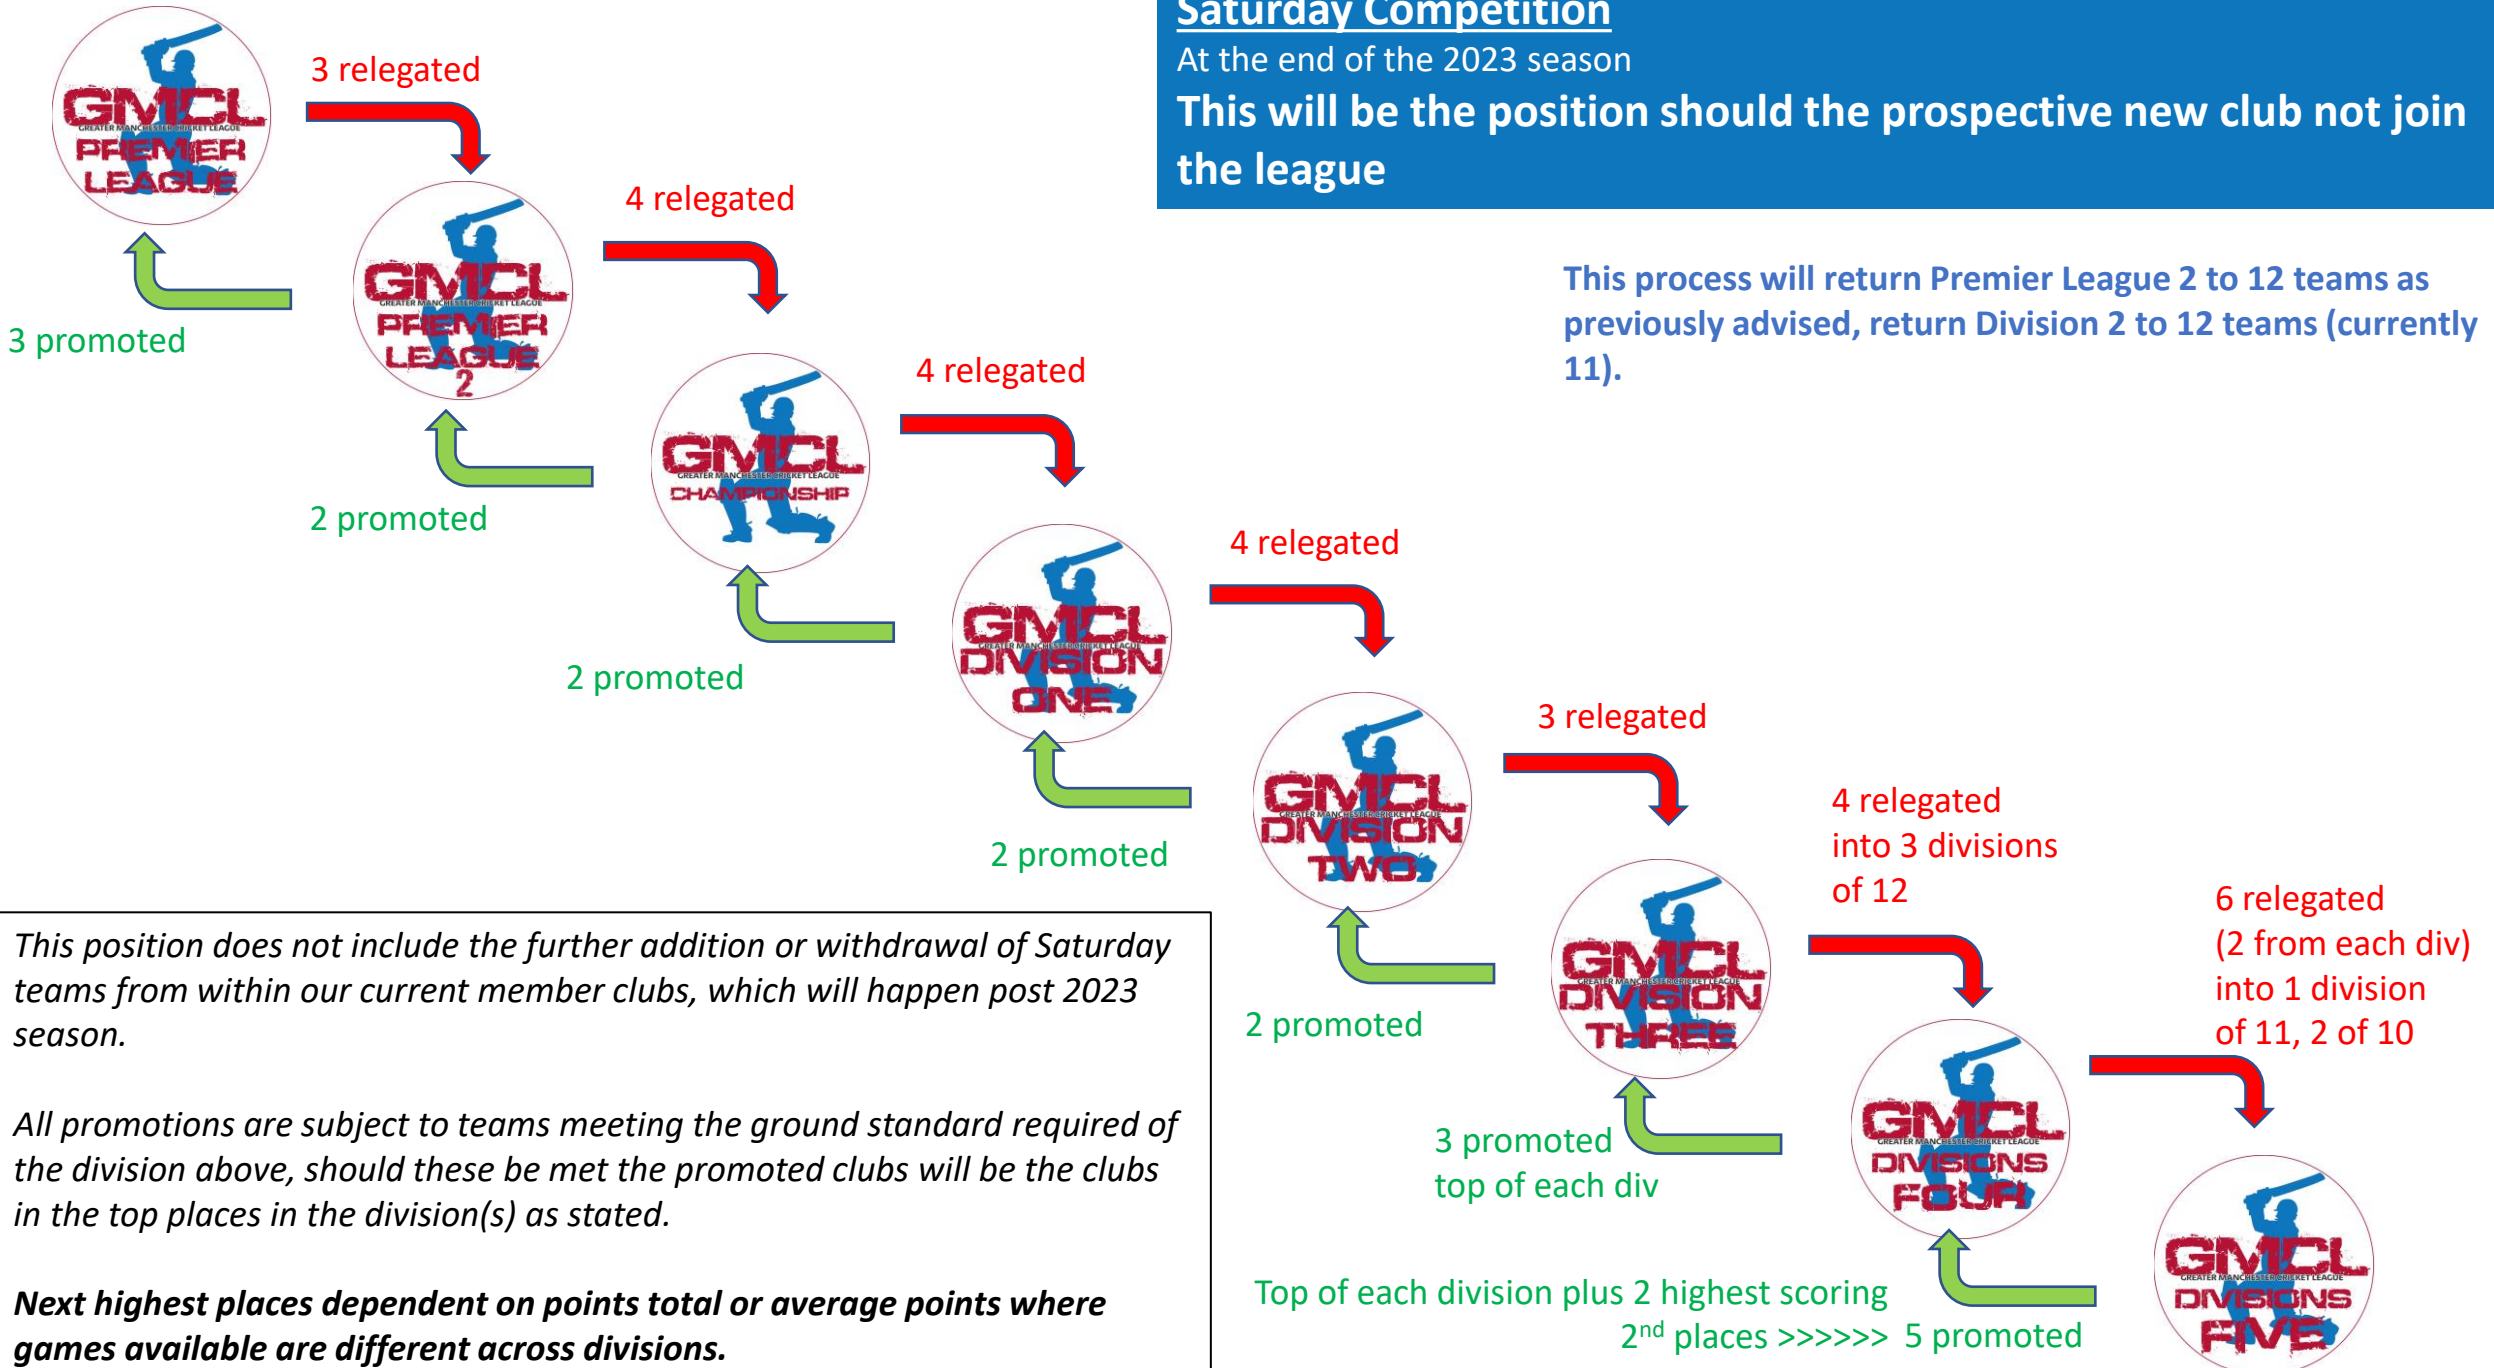 Saturday Competition
At the end of the 2023 season
This will be the position should the prospective new club not join
the league
GMCL
GREATER MANCHESTER CRICKET LEAGUE
PREMIER
LEAGUE
3 relegated
3 promoted
GMCL
GREATER MANCHESTER CRICKET LEAGUE
PREMIER
LEAGUE
2
4 relegated
This process will return Premier League 2 to 12 teams as
previously advised, return Division 2 to 12 teams (currently
11).
2 promoted
GMCL
GREATER MANCHESTER CRICKET LEAGUE
CHAMPIONSHIP
4 relegated
2 promoted
GMCL
GREATER MANCHESTER CRICKET LEAGUE
DIVISION
ONE
4 relegated
2 promoted
GMCL
GREATER MANCHESTER CRICKET LEAGUE
DIVISION
TWO
3 relegated
2 promoted
GMCL
GREATER MANCHESTER CRICKET LEAGUE
DIVISION
THREE
4 relegated
into 3 divisions
of 12
3 promoted
top of each div
GMCL
GREATER MANCHESTER CRICKET LEAGUE
DIVISIONS
FOUR
6 relegated
(2 from each div)
into 1 division
of 11, 2 of 10
Top of each division plus 2 highest scoring
2nd places >>>>>> 5 promoted
GMCL
GREATER MANCHESTER CRICKET LEAGUE
DIVISIONS
FIVE
This position does not include the further addition or withdrawal of Saturday
teams from within our current member clubs, which will happen post 2023
season.
All promotions are subject to teams meeting the ground standard required of
the division above, should these be met the promoted clubs will be the clubs
in the top places in the division(s) as stated.
Next highest places dependent on points total or average points where
games available are different across divisions.